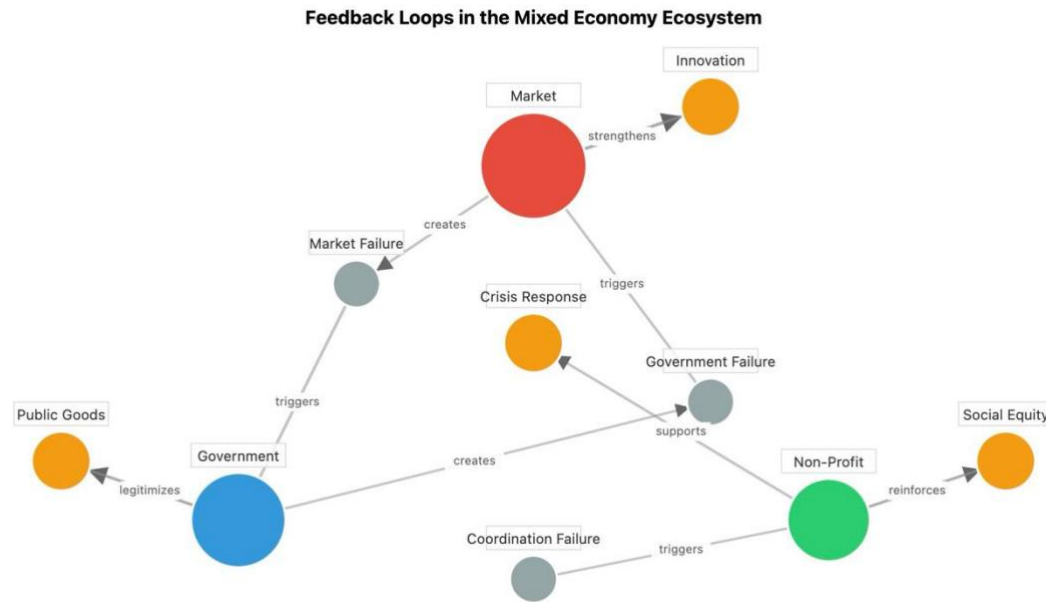 Feedback Loops in the Mixed Economy Ecosystem
Innovation
Market
strengthens
creates
Market Failure
triggers
Crisis Response
Government Failure
triggers
Public Goods
supports
Social Equity
Government
creates
Non-Profit
legitimizes
reinforces
Coordination Failure
triggers